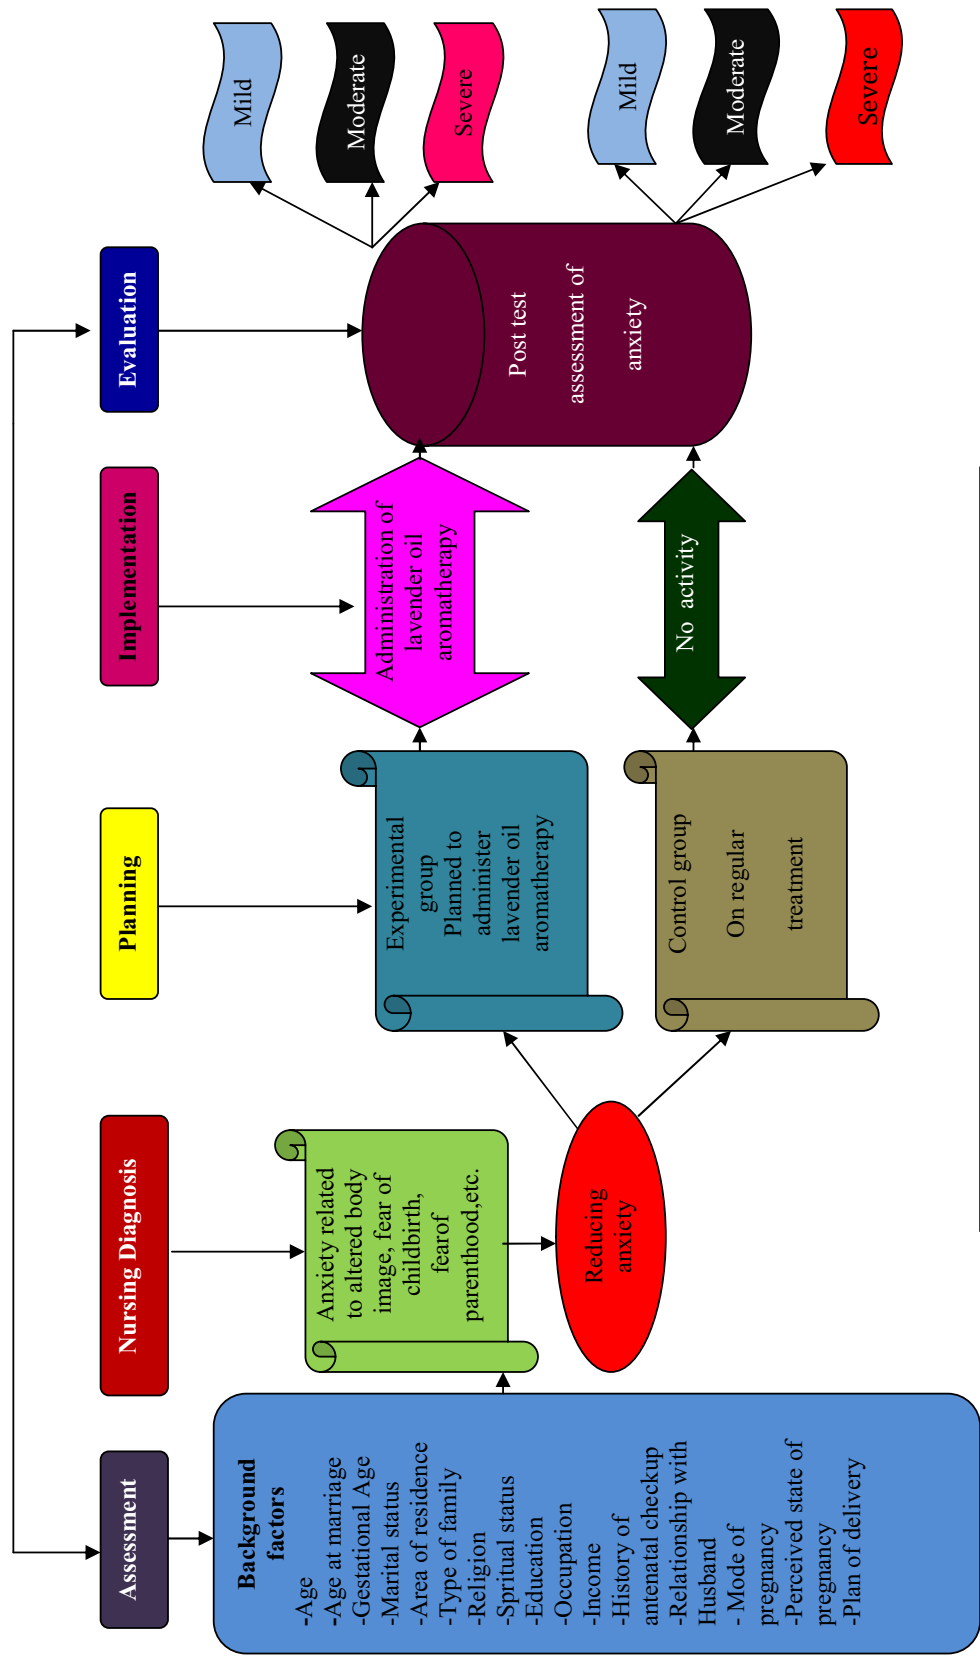 Assessment
Nursing Diagnosis
Planning
Implementation
Evaluation
Background
factors
-Age
-Age at marriage
-Gestational Age
-Marital status
-Area of residence
-Type of family
-Religion
-Spritual status
-Education
-Occupation
-Income
-History of
antenatal checkup
-Relationship with
Husband
- Mode of
pregnancy
-Perceived state of
pregnancy
-Plan of delivery
Anxiety related
to altered body
image, fear of
childbirth,
fearof
parenthood,etc.
Reducing
anxiety
Experimental
group
Planned to
administer
lavender oil
aromatherapy
Control group
On regular
treatment
Administration of
lavender oil
aromatherapy
No activity
Post test
assessment of
anxiety
Mild
Moderate
Severe
Mild
Moderate
Severe